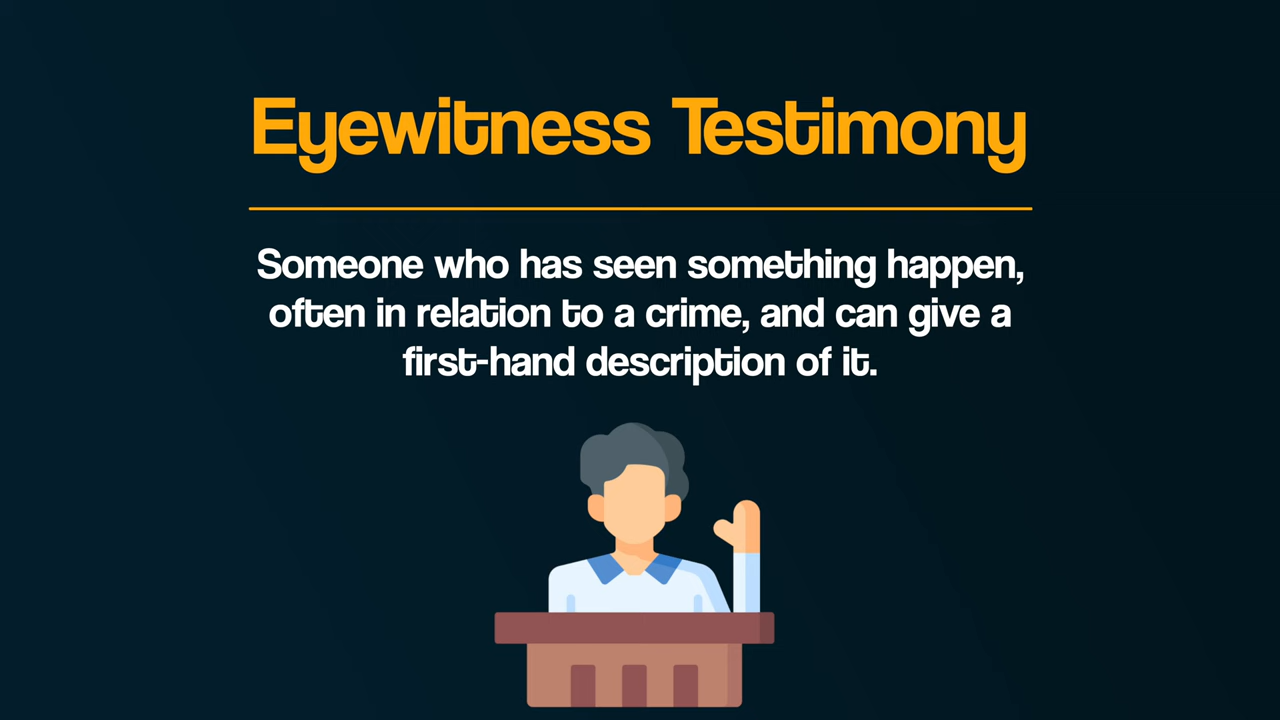 Eyewitness Testimony
Someone who has seen something happen,
often in relation to a crime, and can give a
first-hand description of it.